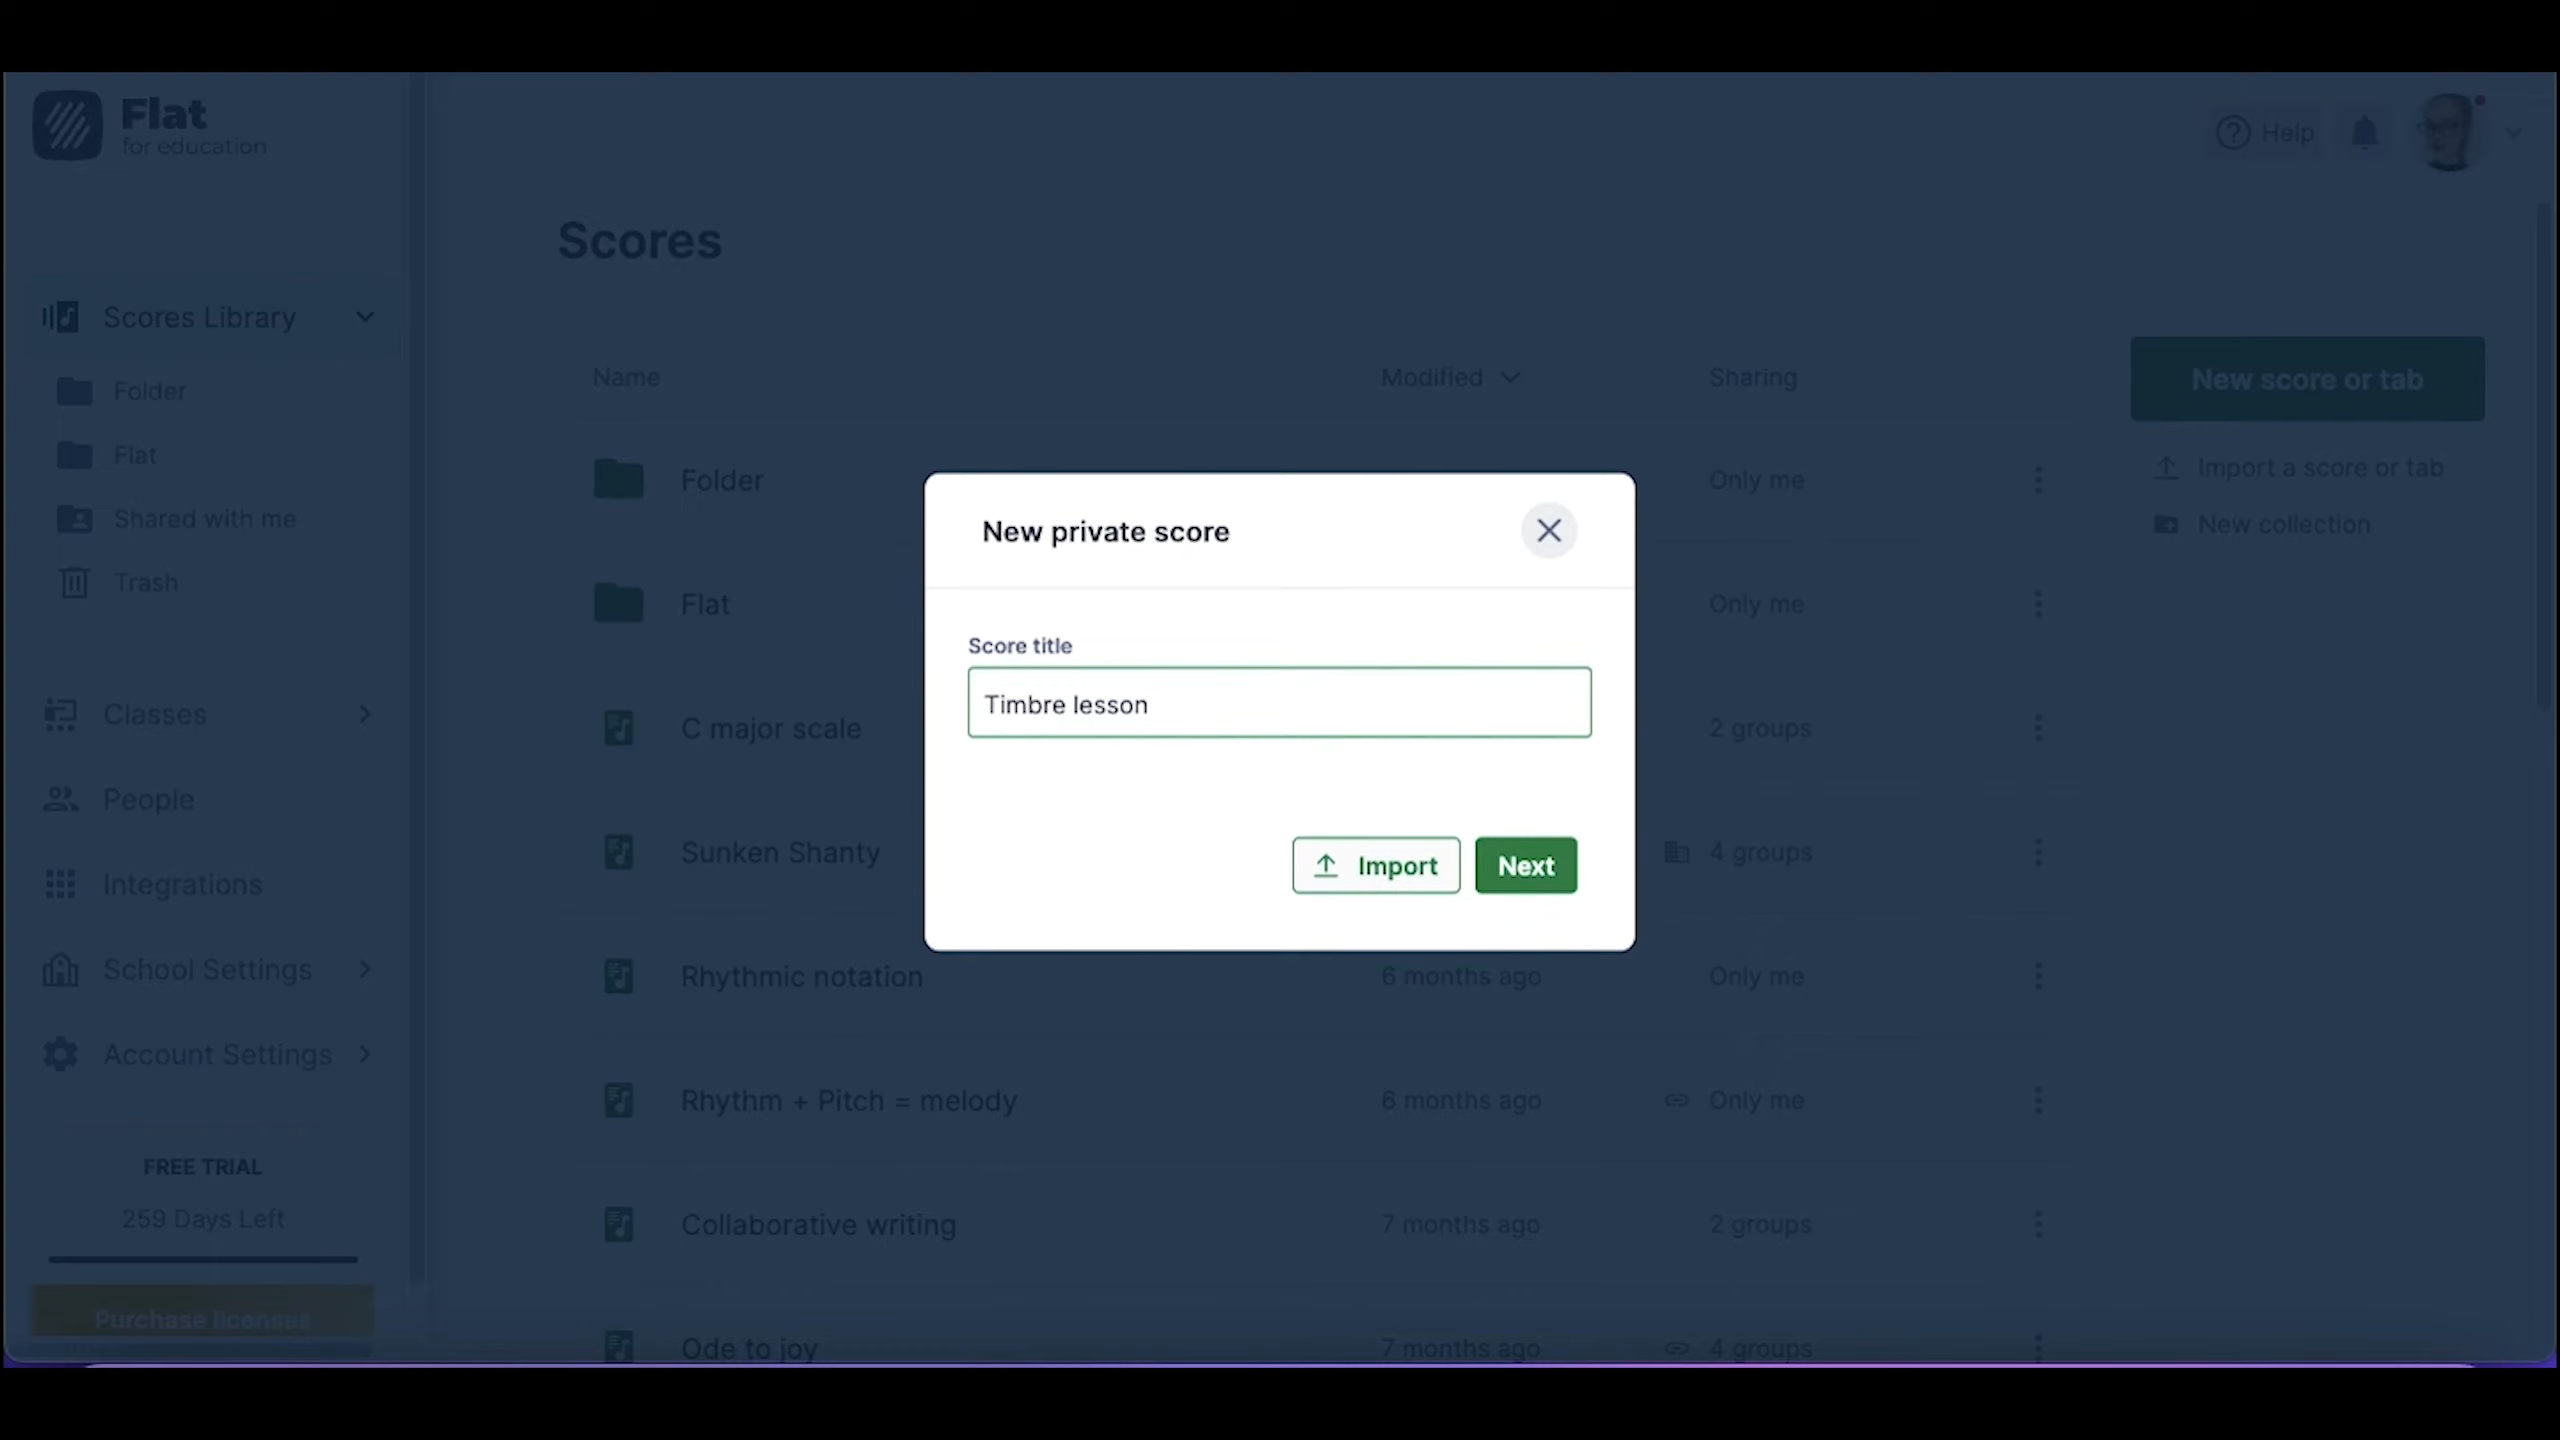 Flat
for education
Help
Scores
Scores Library
Folder
Flat
Shared with me
Trash
Classes
People
Integrations
School Settings
Account Settings
FREE TRIAL
259 Days Left
Purchase licenses
Name Modified Sharing
Folder Only me
Flat Only me
C major scale 2 groups
Sunken Shanty 4 groups
Rhythmic notation 6 months ago Only me
Rhythm + Pitch = melody 6 months ago Only me
Collaborative writing 7 months ago 2 groups
Ode to joy 7 months ago 4 groups
New score or tab
Import a score or tab
New collection
New private score
Score title
Timbre lesson
Import
Next